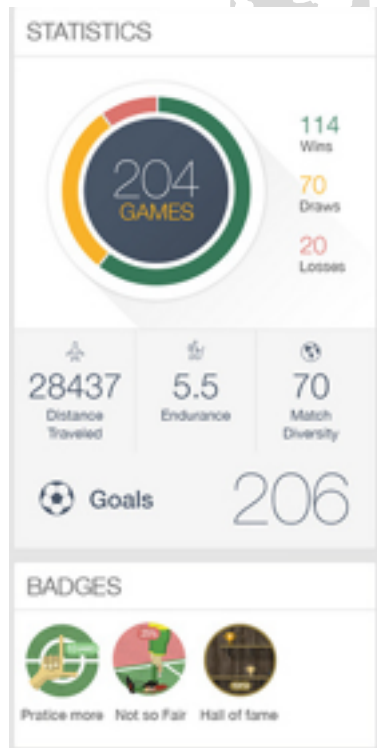 STATISTICS
204
GAMES
114
Wins
70
Draws
20
Losses
28437
Distance
Traveled
5.5
Endurance
70
Match
Diversity
Goals
206
BADGES
Pratice more
Not so Fair
Hall of fame